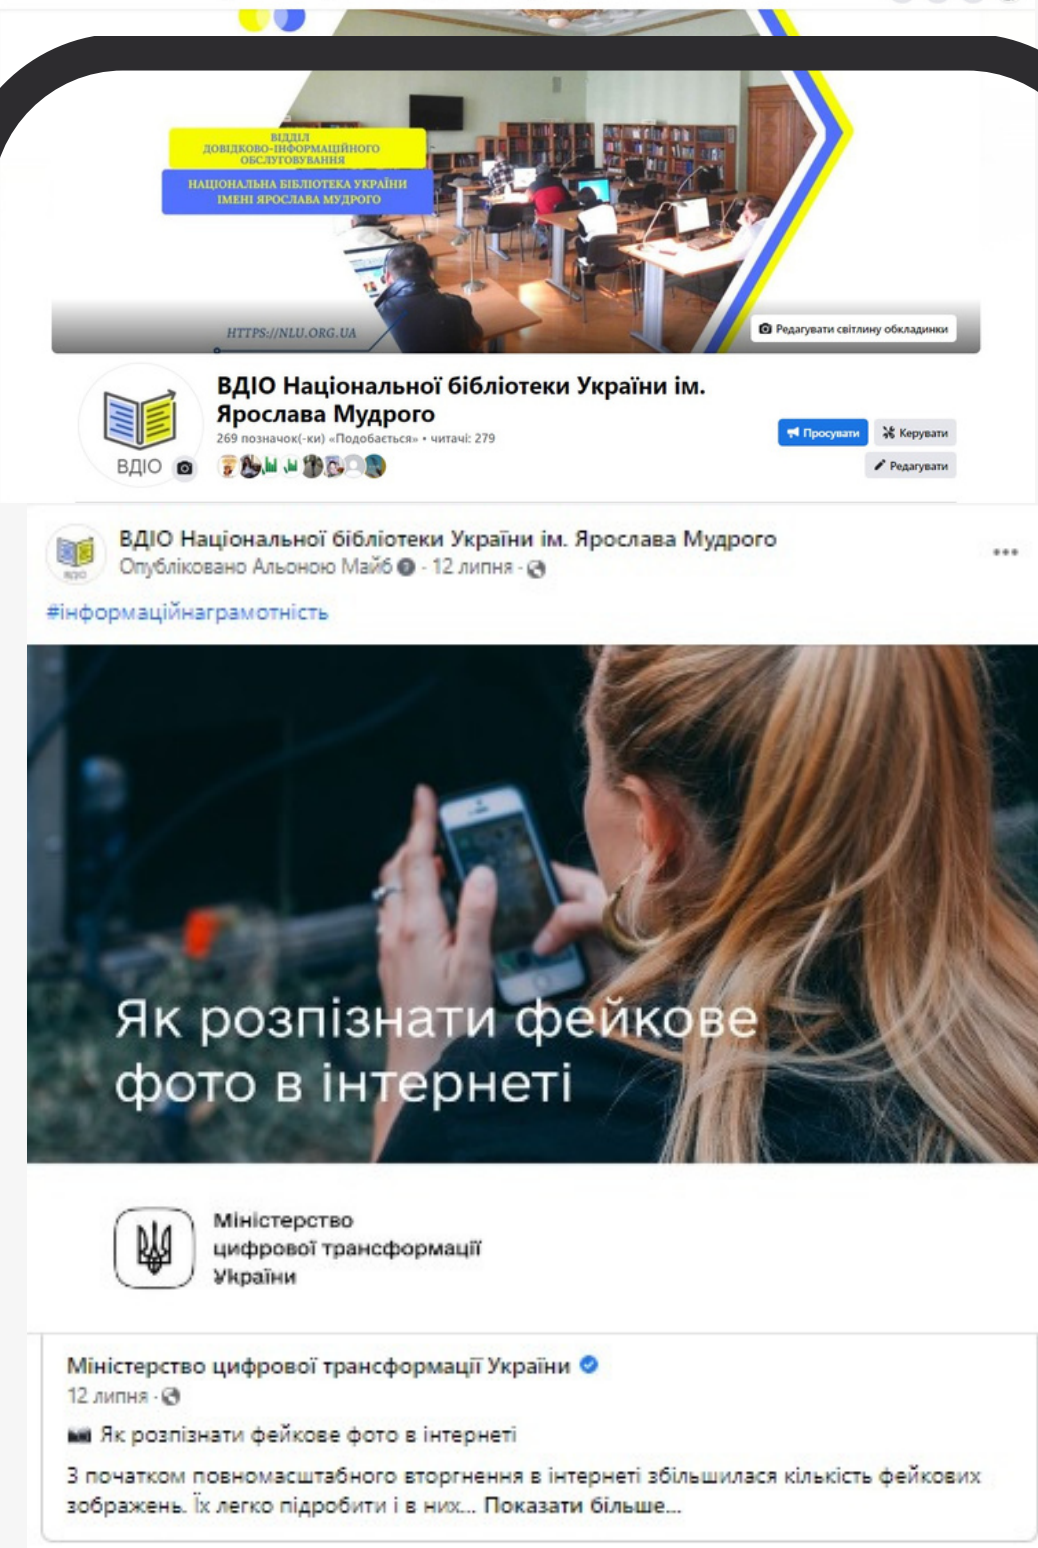 ВІДДІЛ
ДОВІДКОВО-ІНФОРМАЦІЙНОГО
ОБСЛУГОВУВАННЯ
НАЦІОНАЛЬНА БІБЛІОТЕКА УКРАЇНИ
ІМЕНІ ЯРОСЛАВА МУДРОГО
HTTPS://NLU.ORG.UA
Редагувати світлину обкладинки
ВДІО
ВДІО Національної бібліотеки України ім.
Ярослава Мудрого
269 позначок(-ки) «Подобається» • читачі: 279
Просувати
Керувати
Редагувати
ВДІО
ВДІО Національної бібліотеки України ім. Ярослава Мудрого
Опубліковано Альоною Майб · 12 липня ·
#інформаційнаграмотність
Як розпізнати фейкове
фото в інтернеті
Міністерство
цифрової трансформації
України
Міністерство цифрової трансформації України
12 липня ·
Як розпізнати фейкове фото в інтернеті
З початком повномасштабного вторгнення в інтернеті збільшилася кількість фейкових
зображень. Їх легко підробити і в них... Показати більше...